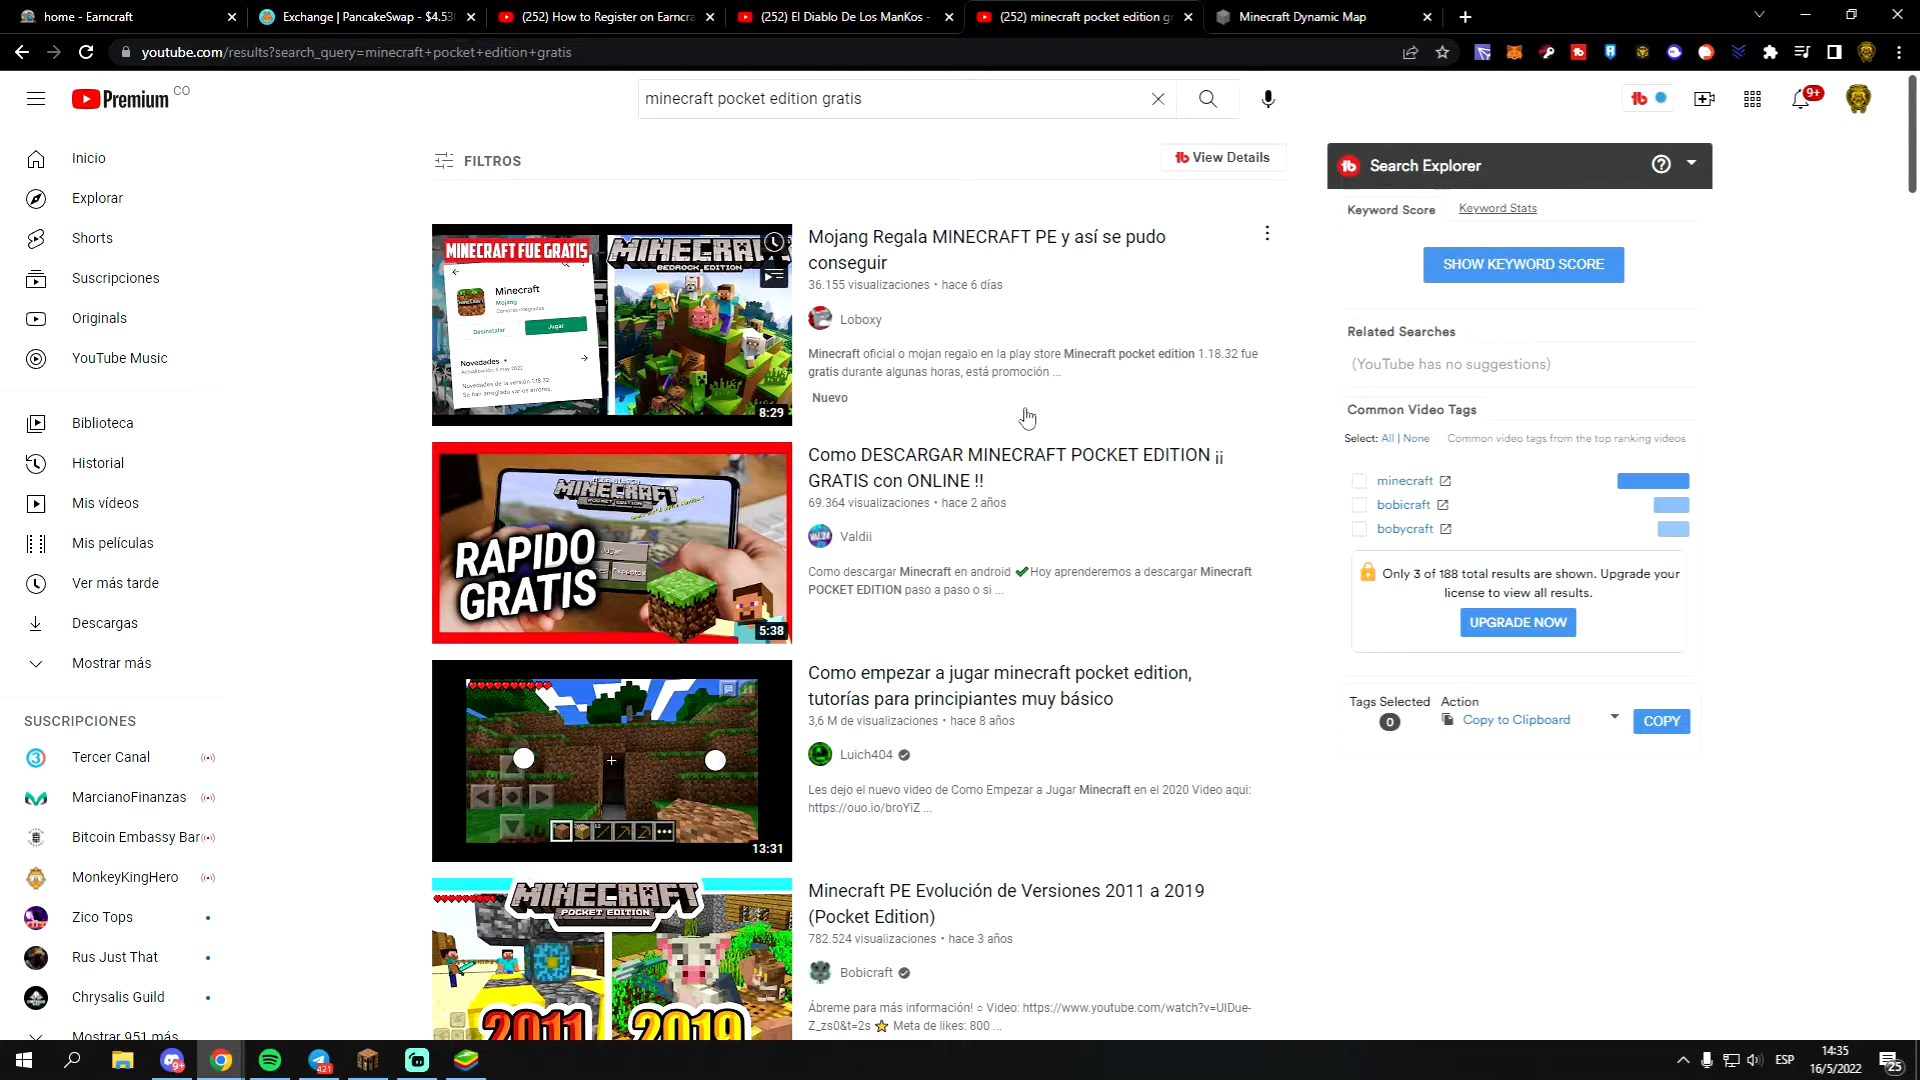 home - Earncraft
Exchange | PancakeSwap - $4.53
(252) How to Register on Earncra
(252) El Diablo De Los ManKos -
(252) minecraft pocket edition gr
Minecraft Dynamic Map
youtube.com/results?search_query=minecraft+pocket+edition+gratis
Premium CO
minecraft pocket edition gratis
9+
Inicio
Explorar
Shorts
Suscripciones
Originals
YouTube Music
Biblioteca
Historial
Mis vídeos
Mis películas
Ver más tarde
Descargas
Mostrar más
SUSCRIPCIONES
Tercer Canal
MarcianoFinanzas
Bitcoin Embassy Bar
MonkeyKingHero
Zico Tops
Rus Just That
Chrysalis Guild
Mostrar 951 más
FILTROS
View Details
MINECRAFT FUE GRATIS
Minecraft
Mojang
Desinstalar
Jugar
Novedades
MINECRAF
BEDROCK EDITION
8:29
Mojang Regala MINECRAFT PE y así se pudo
conseguir
36.155 visualizaciones • hace 6 días
Loboxy
Minecraft oficial o mojan regalo en la play store Minecraft pocket edition 1.18.32 fue
gratis durante algunas horas, está promoción ...
Nuevo
MINECRAFT
RAPIDO
GRATIS
5:38
Como DESCARGAR MINECRAFT POCKET EDITION ¡¡
GRATIS con ONLINE !!
69.364 visualizaciones • hace 2 años
Valdii
Como descargar Minecraft en android ✔Hoy aprenderemos a descargar Minecraft
POCKET EDITION paso a paso o si ...
13:31
Como empezar a jugar minecraft pocket edition,
tutorías para principiantes muy básico
3,6 M de visualizaciones • hace 8 años
Luich404
Les dejo el nuevo video de Como Empezar a Jugar Minecraft en el 2020 Video aqui:
https://ouo.io/broYiZ ...
MINECRAFT
POCKET EDITION
2011
2019
Minecraft PE Evolución de Versiones 2011 a 2019
(Pocket Edition)
782.524 visualizaciones • hace 3 años
Bobicraft
Ábreme para más información! ○ Video: https://www.youtube.com/watch?v=UIDue-
Z_zs0&t=2s ⭐ Meta de likes: 800 ...
Search Explorer
Keyword Score
Keyword Stats
SHOW KEYWORD SCORE
Related Searches
(YouTube has no suggestions)
Common Video Tags
Select: All | None
Common video tags from the top ranking videos
minecraft
bobicraft
bobycraft
Only 3 of 188 total results are shown. Upgrade your
license to view all results.
UPGRADE NOW
Tags Selected
0
Action
Copy to Clipboard
COPY
9+
421
ESP
14:35
16/5/2022
25